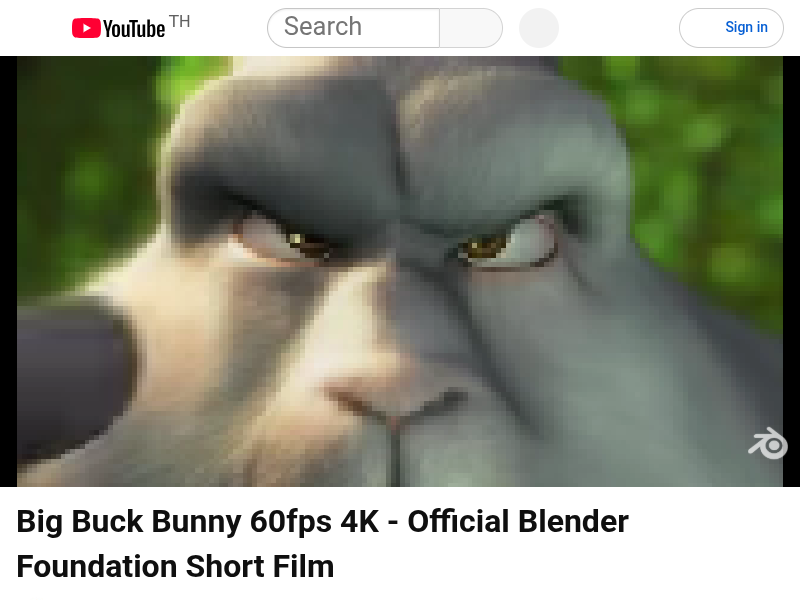 YouTube TH
Search
Sign in
Big Buck Bunny 60fps 4K - Official Blender
Foundation Short Film